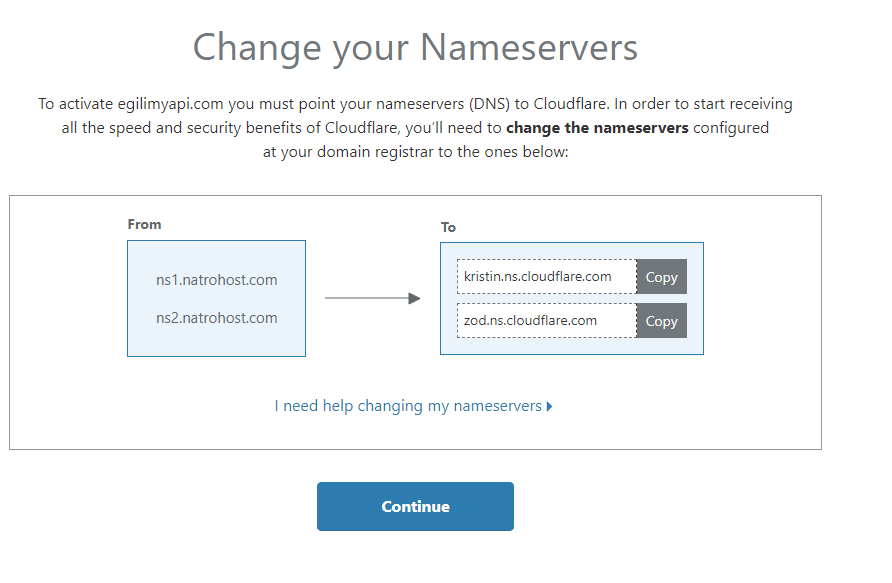 Change your Nameservers
To activate egilimyapi.com you must point your nameservers (DNS) to Cloudflare. In order to start receiving
all the speed and security benefits of Cloudflare, you'll need to change the nameservers configured
at your domain registrar to the ones below:
From
To
ns1.natrohost.com
ns2.natrohost.com
kristin.ns.cloudflare.com Copy
zod.ns.cloudflare.com Copy
I need help changing my nameservers
Continue